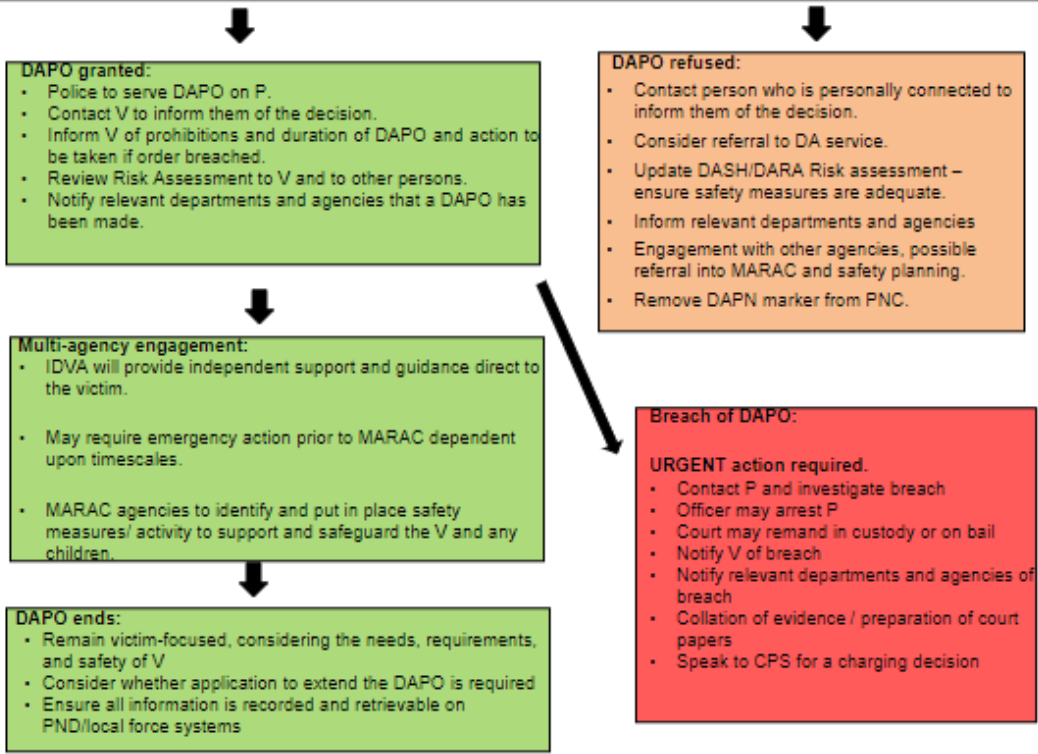 DAPO granted:
• Police to serve DAPO on P.
• Contact V to inform them of the decision.
• Inform V of prohibitions and duration of DAPO and action to
be taken if order breached.
• Review Risk Assessment to V and to other persons.
• Notify relevant departments and agencies that a DAPO has
been made.
DAPO refused:
• Contact person who is personally connected to
inform them of the decision.
• Consider referral to DA service.
• Update DASH/DARA Risk assessment –
ensure safety measures are adequate.
• Inform relevant departments and agencies
• Engagement with other agencies, possible
referral into MARAC and safety planning.
• Remove DAPN marker from PNC.
Multi-agency engagement:
• IDVA will provide independent support and guidance direct to
the victim.
• May require emergency action prior to MARAC dependent
upon timescales.
• MARAC agencies to identify and put in place safety
measures/ activity to support and safeguard the V and any
children.
Breach of DAPO:
URGENT action required.
• Contact P and investigate breach
• Officer may arrest P
• Court may remand in custody or on bail
• Notify V of breach
• Notify relevant departments and agencies of
breach
• Collation of evidence / preparation of court
papers
• Speak to CPS for a charging decision
DAPO ends:
• Remain victim-focused, considering the needs, requirements,
and safety of V
• Consider whether application to extend the DAPO is required
• Ensure all information is recorded and retrievable on
PND/local force systems